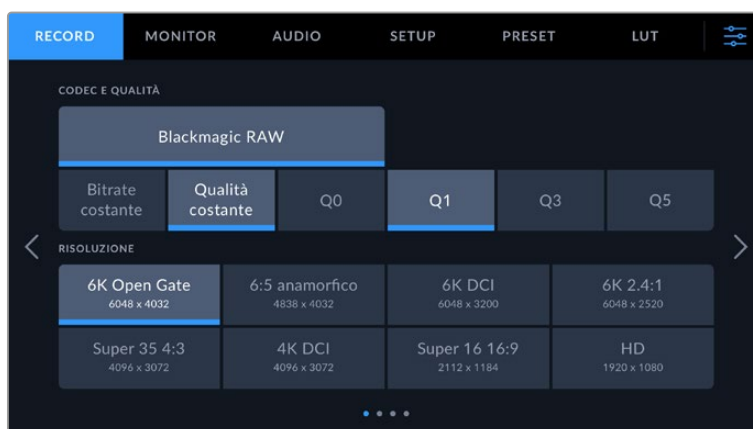 RECORD MONITOR AUDIO SETUP PRESET LUT
CODEC E QUALITÀ
Blackmagic RAW
Bitrate costante
Qualità costante
Q0
Q1
Q3
Q5
RISOLUZIONE
6K Open Gate
6048 x 4032
6:5 anamorfico
4838 x 4032
6K DCI
6048 x 3200
6K 2.4:1
6048 x 2520
Super 35 4:3
4096 x 3072
4K DCI
4096 x 3072
Super 16 16:9
2112 x 1184
HD
1920 x 1080